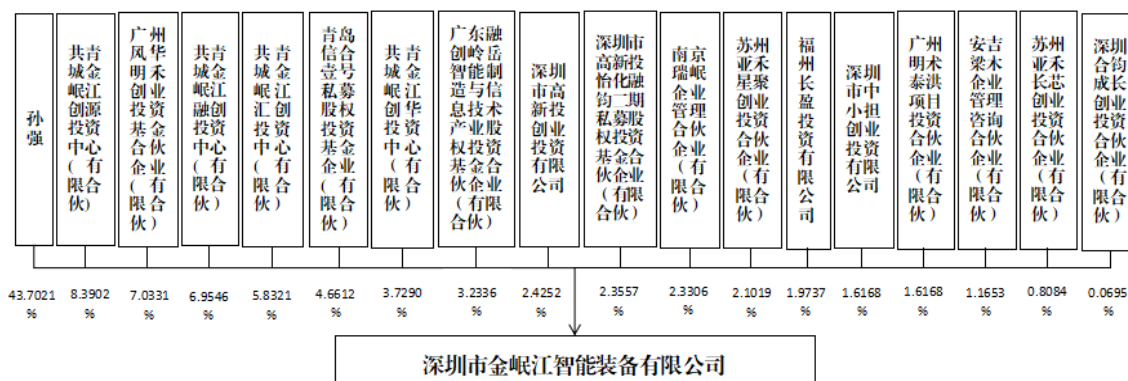 孙强
共青城金岷江创源投资中心(有限合伙)
广州风华明禾创业投资基金合伙企业(有限合伙)
共青城金岷江融创投资中心(有限合伙)
共青城金岷江汇创投资中心(有限合伙)
青岛信合壹号私募股权投资基金企业(有限合伙)
共青城金岷江创华投资中心(有限合伙)
广东融创岭岳智能制造与信息技术产业股权投资基金合伙企业(有限合伙)
深圳市高新投创业投资有限公司
深圳市高新投怡化融钧二期私募股权投资基金合伙企业(有限合伙)
南京瑞岷企业管理合伙企业(有限合伙)
苏州亚禾星聚创业投资合伙企业(有限合伙)
福州长盈投资有限公司
深圳市中小担创业投资有限公司
广州明术泰洪项目投资合伙企业(有限合伙)
安吉梁木企业管理咨询合伙企业(有限合伙)
苏州亚禾长芯创业投资合伙企业(有限合伙)
深圳合钧成长创业投资合伙企业(有限合伙)
43.7021%
8.3902%
7.0331%
6.9546%
5.8321%
4.6612%
3.7290%
3.2336%
2.4252%
2.3557%
2.3306%
2.1019%
1.9737%
1.6168%
1.6168%
1.1653%
0.8084%
0.0695%
深圳市金岷江智能装备有限公司